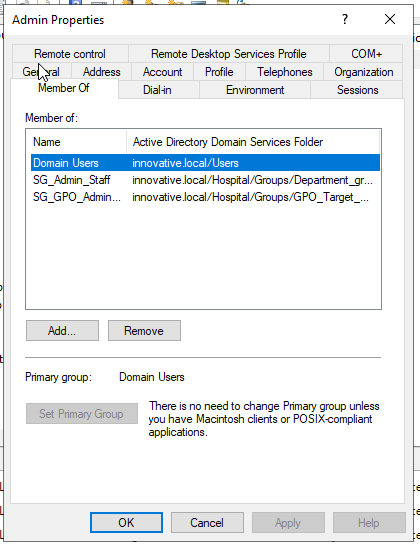 Admin Properties
Remote control
Remote Desktop Services Profile
COM+
General
Address
Account
Profile
Telephones
Organization
Member Of
Dial-in
Environment
Sessions
Member of:
Name
Active Directory Domain Services Folder
Domain Users
innovative.local/Users
SG_Admin_Staff
innovative.local/Hospital/Groups/Department_gr...
SG_GPO_Admin...
innovative.local/Hospital/Groups/GPO_Target_...
Add...
Remove
Primary group:
Domain Users
Set Primary Group
There is no need to change Primary group unless
you have Macintosh clients or POSIX-compliant
applications.
OK
Cancel
Apply
Help